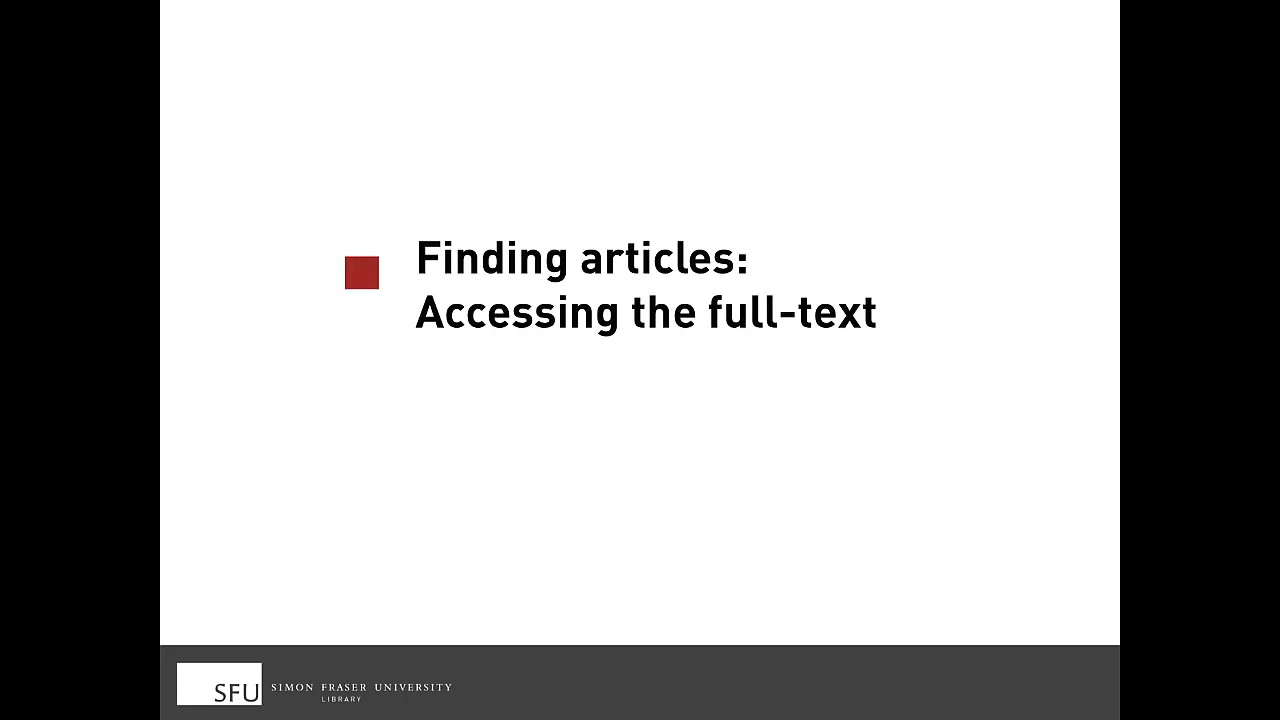 Finding articles:
Accessing the full-text
SFU
SIMON FRASER UNIVERSITY
LIBRARY